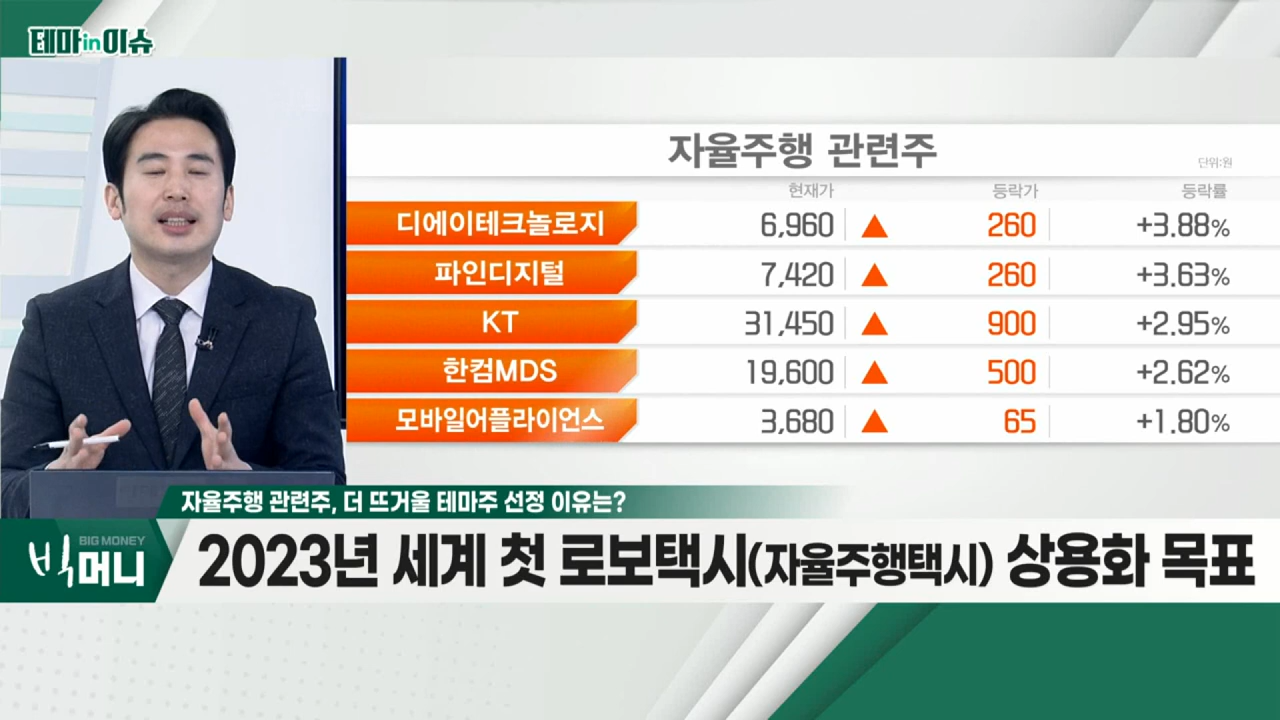 테마in이슈
자율주행 관련주
단위:원
현재가 등락가 등락률
디에이테크놀로지 6,960 ▲ 260 +3.88%
파인디지털 7,420 ▲ 260 +3.63%
KT 31,450 ▲ 900 +2.95%
한컴MDS 19,600 ▲ 500 +2.62%
모바일어플라이언스 3,680 ▲ 65 +1.80%
자율주행 관련주, 더 뜨거울 테마주 선정 이유는?
BIG MONEY
빅머니
2023년 세계 첫 로보택시(자율주행택시) 상용화 목표